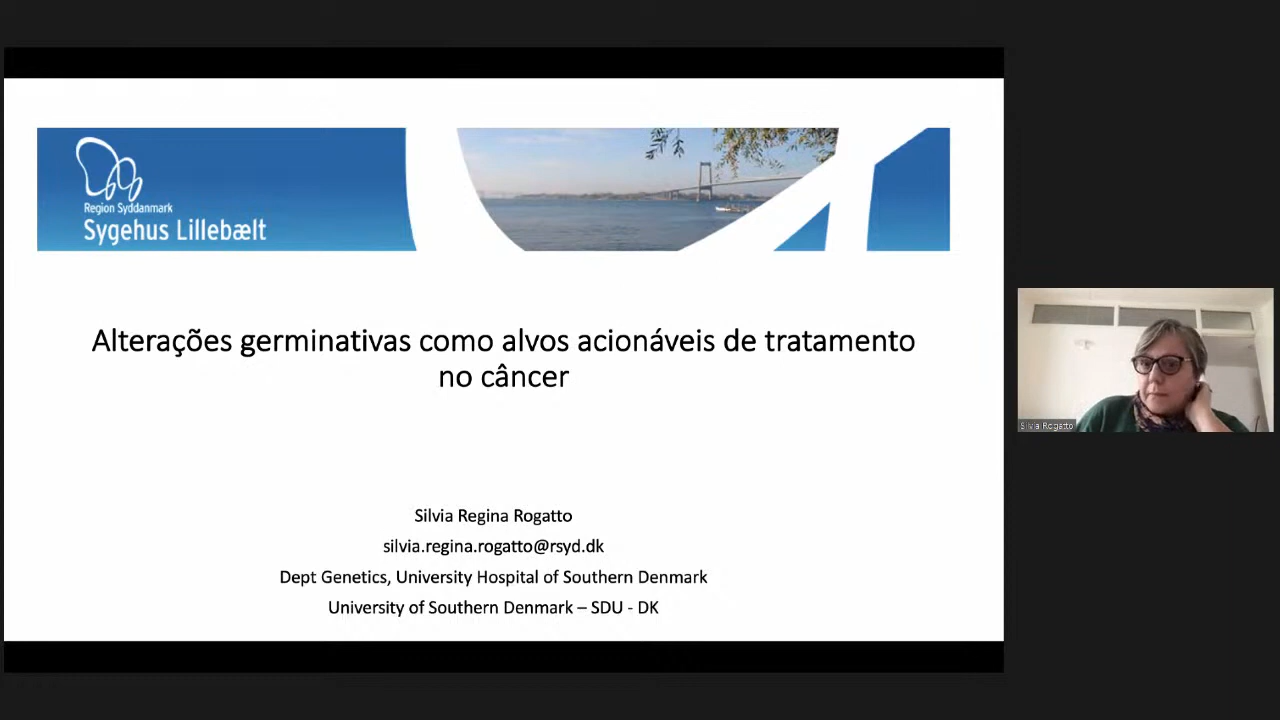 Region Syddanmark
Sygehus Lillebælt
Alterações germinativas como alvos acionáveis de tratamento
no câncer
Silvia Regina Rogatto
silvia.regina.rogatto@rsyd.dk
Dept Genetics, University Hospital of Southern Denmark
University of Southern Denmark – SDU - DK
Silvia Rogatto